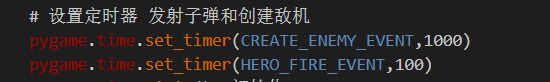 # 设置定时器 发射子弹和创建敌机
pygame.time.set_timer(CREATE_ENEMY_EVENT,1000)
pygame.time.set_timer(HERO_FIRE_EVENT,100)